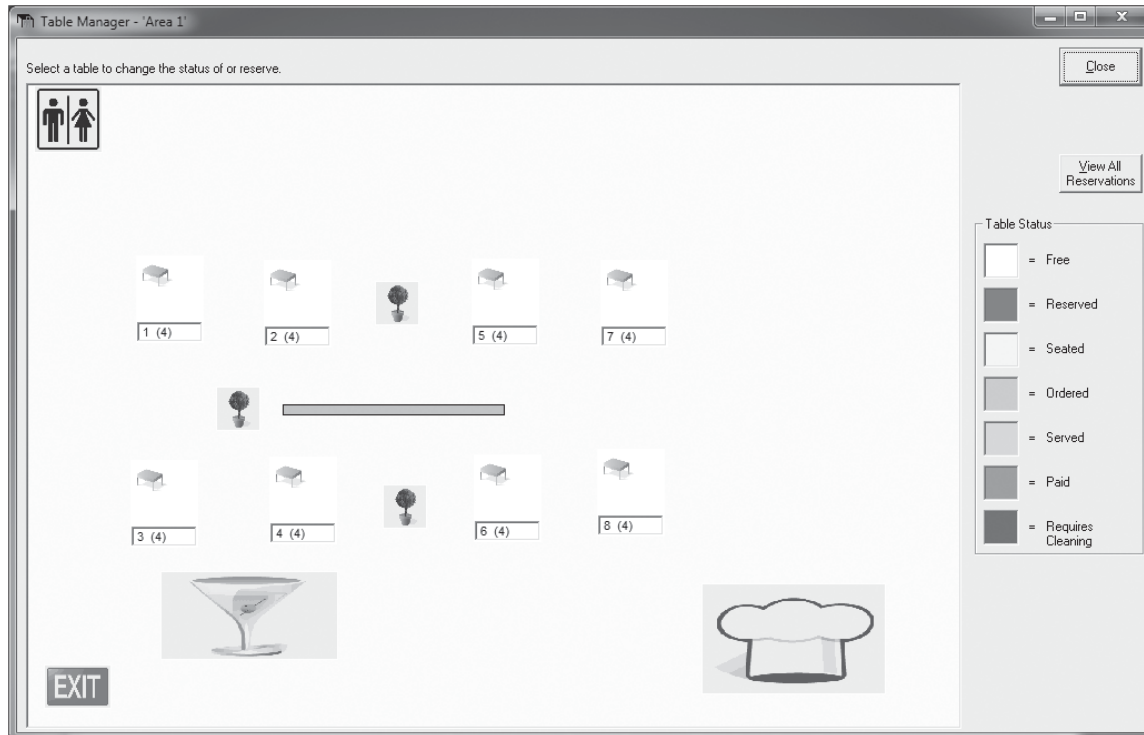 Table Manager - 'Area 1'
Select a table to change the status of or reserve.
Close
View All
Reservations
Table Status
= Free
= Reserved
= Seated
= Ordered
= Served
= Paid
= Requires
Cleaning
1 (4)
2 (4)
5 (4)
7 (4)
3 (4)
4 (4)
6 (4)
8 (4)
EXIT